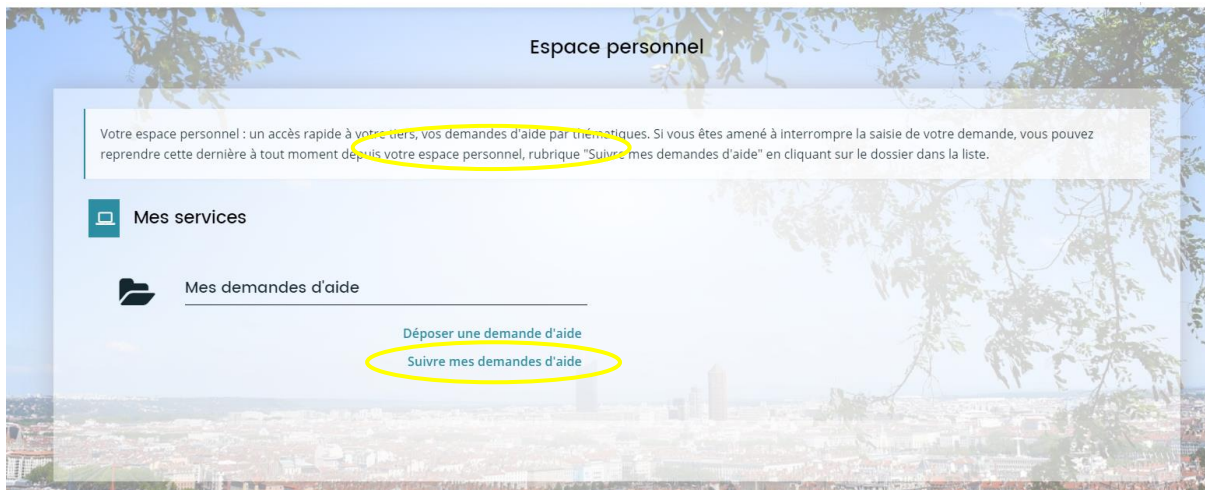 Espace personnel
Votre espace personnel : un accès rapide à votre tiers, vos demandes d'aide par thématiques. Si vous êtes amené à interrompre la saisie de votre demande, vous pouvez
reprendre cette dernière à tout moment depuis votre espace personnel, rubrique "Suivre mes demandes d'aide" en cliquant sur le dossier dans la liste.
Mes services
Mes demandes d'aide
Déposer une demande d'aide
Suivre mes demandes d'aide